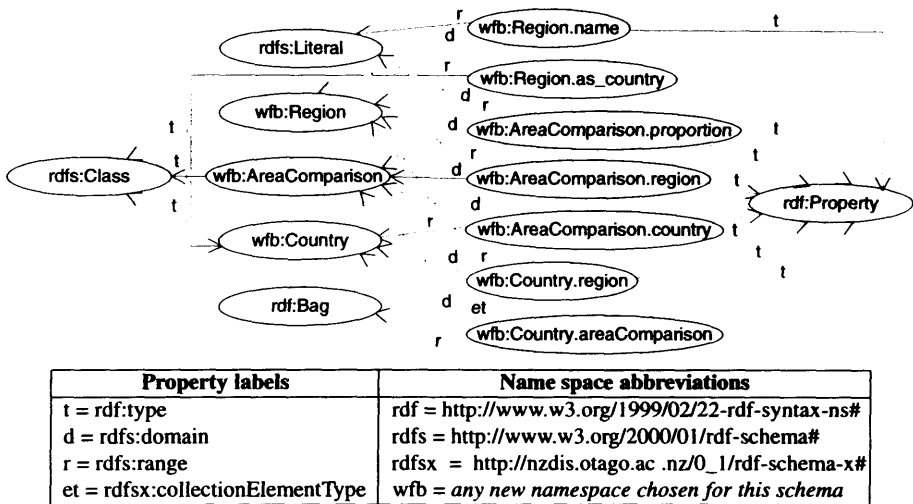 r
wfb:Region.name
t
d
rdfs:Literal
r
wfb:Region.as_country
d
r
wfb:Region
t
d
wfb:AreaComparison.proportion
t
r
t
t
rdfs:Class
wfb:AreaComparison
d
wfb:AreaComparison.region
t
rdf:Property
t
d
r
wfb:AreaComparison.country
t
wfb:Country
d
r
t
wfb:Country.region
t
rdf:Bag
d
et
r
wfb:Country.areaComparison
Property labels
Name space abbreviations
t = rdf:type
rdf = http://www.w3.org/1999/02/22-rdf-syntax-ns#
d = rdfs:domain
rdfs = http://www.w3.org/2000/01/rdf-schema#
r = rdfs:range
rdfsx = http://nzdis.otago.ac .nz/0_1/rdf-schema-x#
et = rdfsx:collectionElementType
wfb = any new namespace chosen for this schema